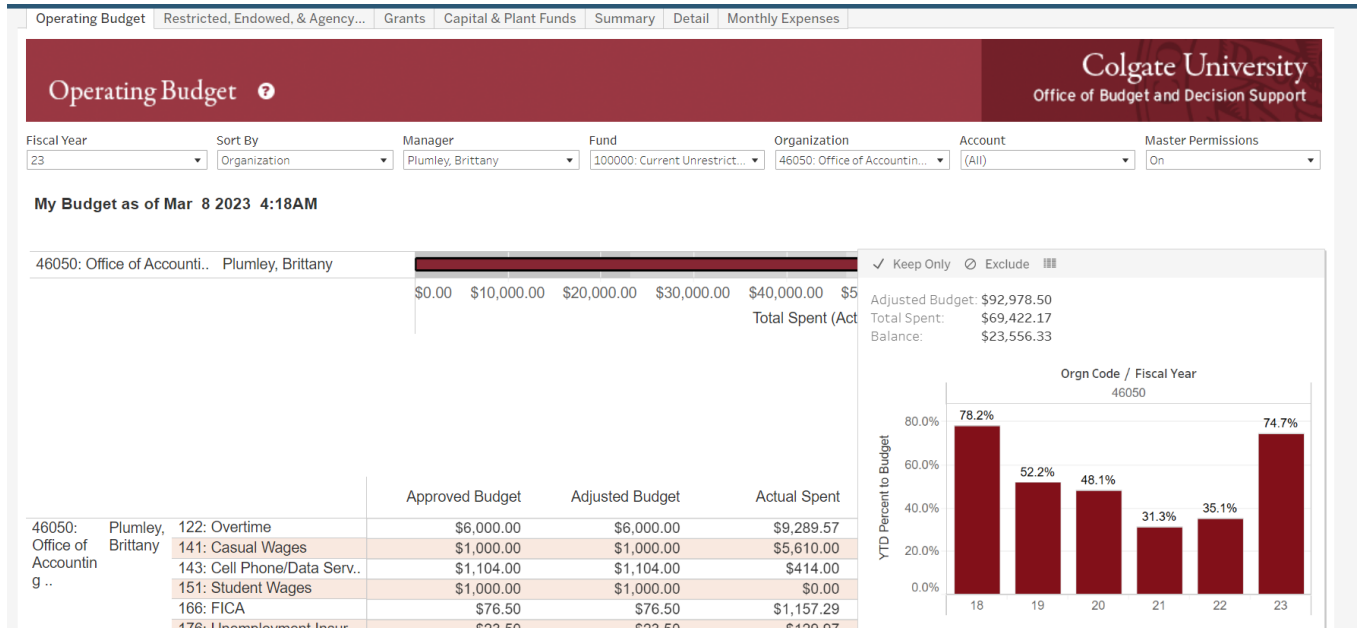 Operating Budget Restricted, Endowed, & Agency... Grants Capital & Plant Funds Summary Detail Monthly Expenses
Colgate University
Operating Budget ?
Office of Budget and Decision Support
Fiscal Year Sort By Manager Fund Organization Account Master Permissions
23 Organization Plumley, Brittany 100000: Current Unrestrict... 46050: Office of Accountin... (All) On
My Budget as of Mar 8 2023 4:18AM
46050: Office of Accounti.. Plumley, Brittany
$0.00 $10,000.00 $20,000.00 $30,000.00 $40,000.00 $5
Total Spent (Act
Keep Only Exclude
Adjusted Budget: $92,978.50
Total Spent: $69,422.17
Balance: $23,556.33
Orgn Code / Fiscal Year
46050
YTD Percent to Budget
80.0%
60.0%
40.0%
20.0%
0.0%
78.2% 52.2% 48.1% 31.3% 35.1% 74.7%
18 19 20 21 22 23
Approved Budget Adjusted Budget Actual Spent
46050: Office of Accountin g .. Plumley, Brittany
122: Overtime $6,000.00 $6,000.00 $9,289.57
141: Casual Wages $1,000.00 $1,000.00 $5,610.00
143: Cell Phone/Data Serv.. $1,104.00 $1,104.00 $414.00
151: Student Wages $1,000.00 $1,000.00 $0.00
166: FICA $76.50 $76.50 $1,157.29